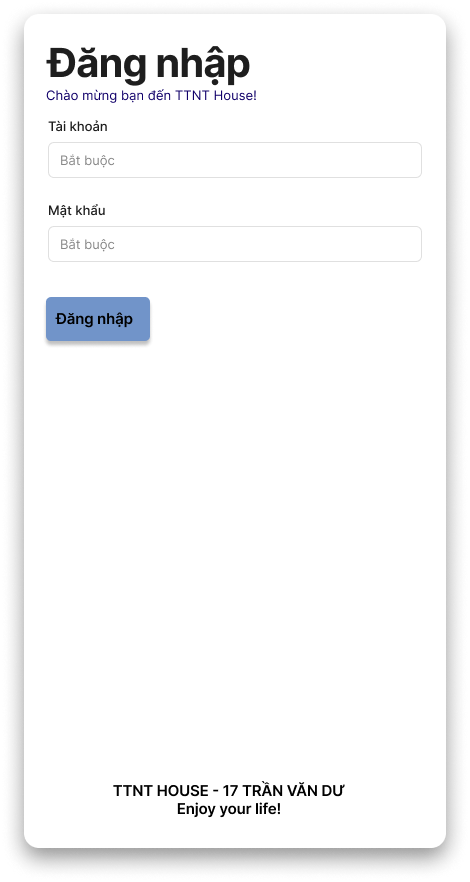 Đăng nhập
Chào mừng bạn đến TTNT House!
Tài khoản
Bắt buộc
Mật khẩu
Bắt buộc
Đăng nhập
TTNT HOUSE - 17 TRẦN VĂN DƯ
Enjoy your life!